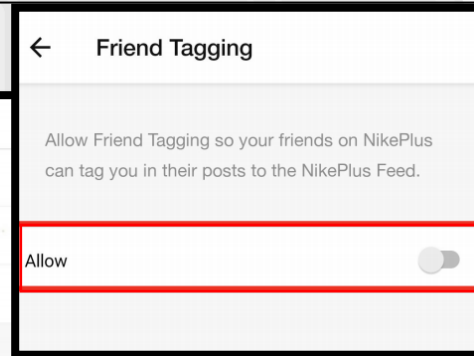 Friend Tagging
Allow Friend Tagging so your friends on NikePlus
can tag you in their posts to the NikePlus Feed.
Allow